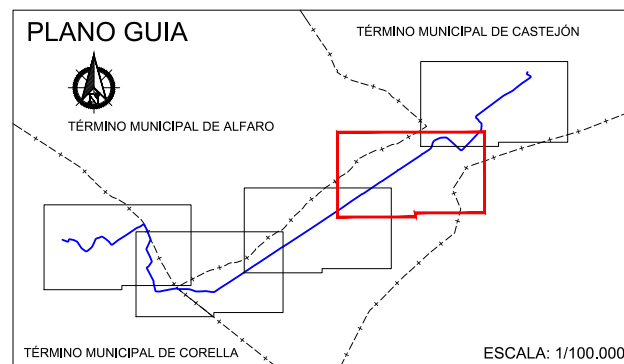 PLANO GUIA
TÉRMINO MUNICIPAL DE CASTEJÓN
TÉRMINO MUNICIPAL DE ALFARO
TÉRMINO MUNICIPAL DE CORELLA
ESCALA: 1/100.000